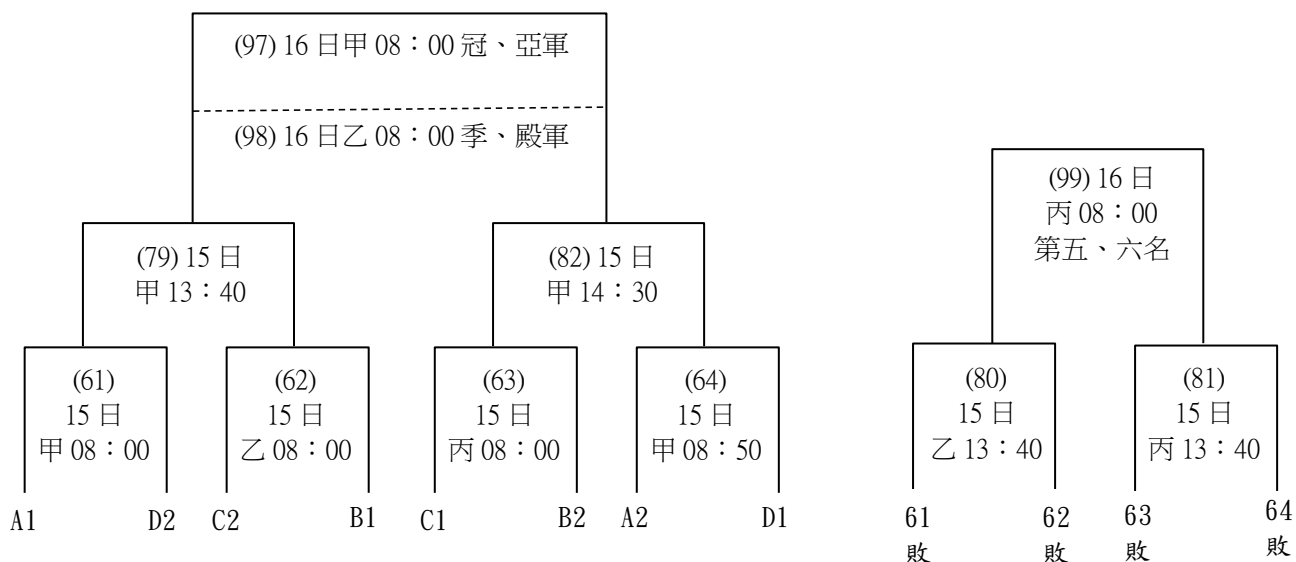 (97) 16 日甲 08：00 冠、亞軍
(98) 16 日乙 08：00 季、殿軍
(99) 16 日
丙 08：00
第五、六名
(79) 15 日
甲 13：40
(82) 15 日
甲 14：30
(61)
15 日
甲 08：00
(62)
15 日
乙 08：00
(63)
15 日
丙 08：00
(64)
15 日
甲 08：50
(80)
15 日
乙 13：40
(81)
15 日
丙 13：40
A1
D2
C2
B1
C1
B2
A2
D1
61
敗
62
敗
63
敗
64
敗